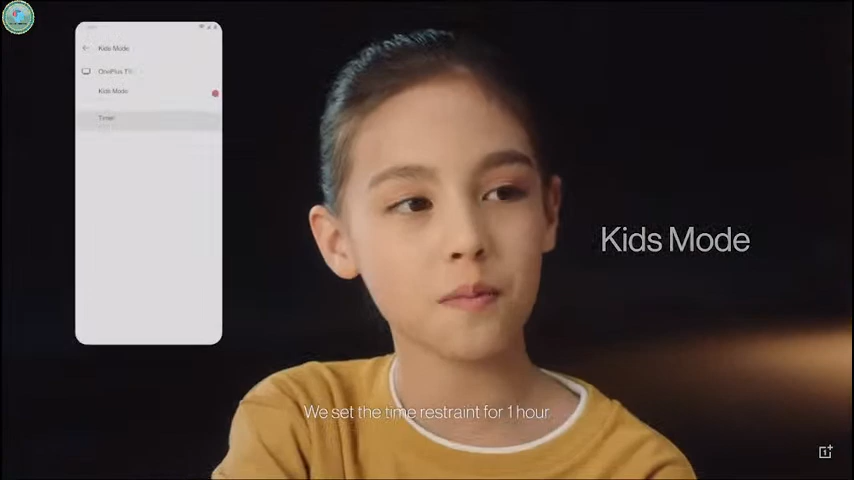 Kids Mode
OnePlus TV
Kids Mode
Timer
Kids Mode
We set the time restraint for 1 hour.